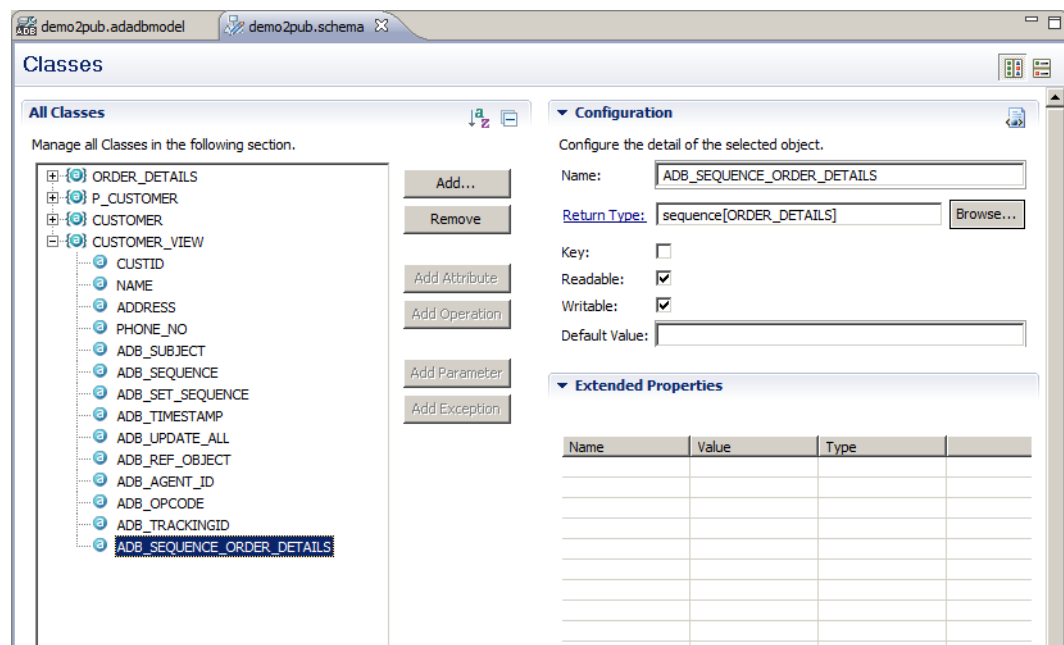 demo2pub.adadbmodel
demo2pub.schema
Classes
All Classes
Manage all Classes in the following section.
ORDER_DETAILS
P_CUSTOMER
CUSTOMER
CUSTOMER_VIEW
CUSTID
NAME
ADDRESS
PHONE_NO
ADB_SUBJECT
ADB_SEQUENCE
ADB_SET_SEQUENCE
ADB_TIMESTAMP
ADB_UPDATE_ALL
ADB_REF_OBJECT
ADB_AGENT_ID
ADB_OPCODE
ADB_TRACKINGID
ADB_SEQUENCE_ORDER_DETAILS
Add...
Remove
Add Attribute
Add Operation
Add Parameter
Add Exception
Configuration
Configure the detail of the selected object.
Name: ADB_SEQUENCE_ORDER_DETAILS
Return Type: sequence[ORDER_DETAILS] Browse...
Key:
Readable:
Writable:
Default Value:
Extended Properties
Name Value Type